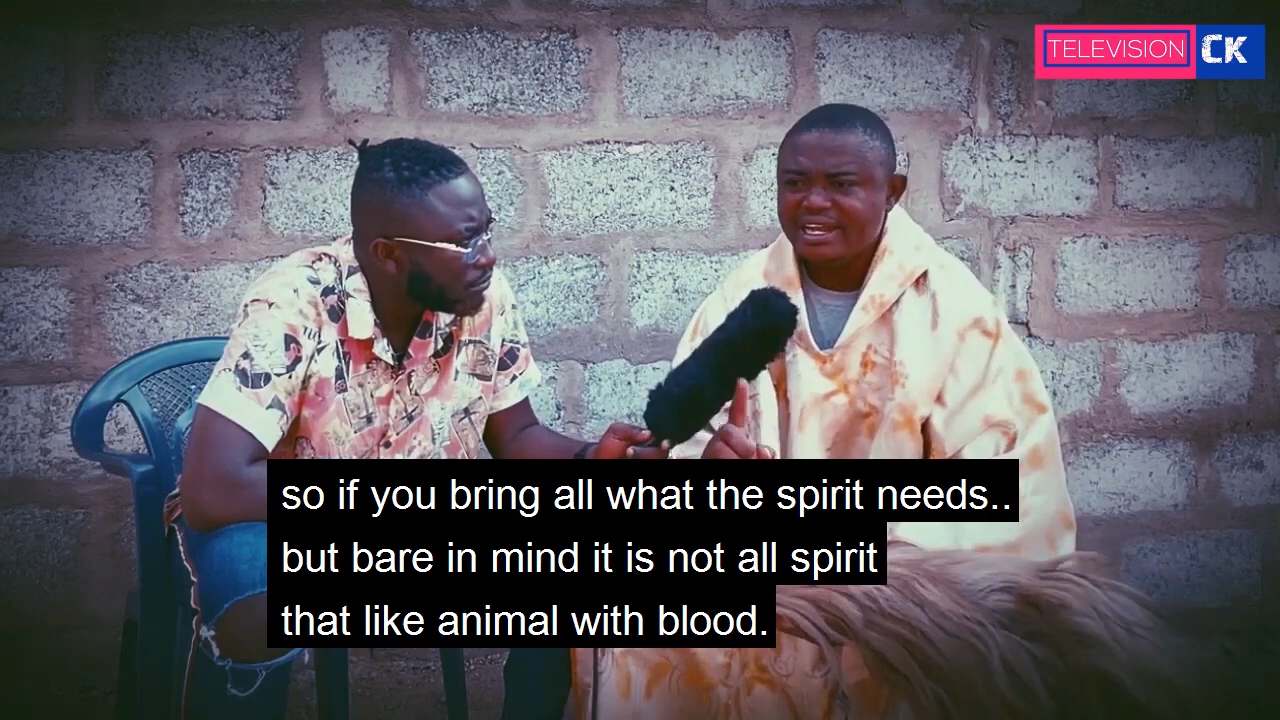 TELEVISION CK
so if you bring all what the spirit needs..
but bare in mind it is not all spirit
that like animal with blood.